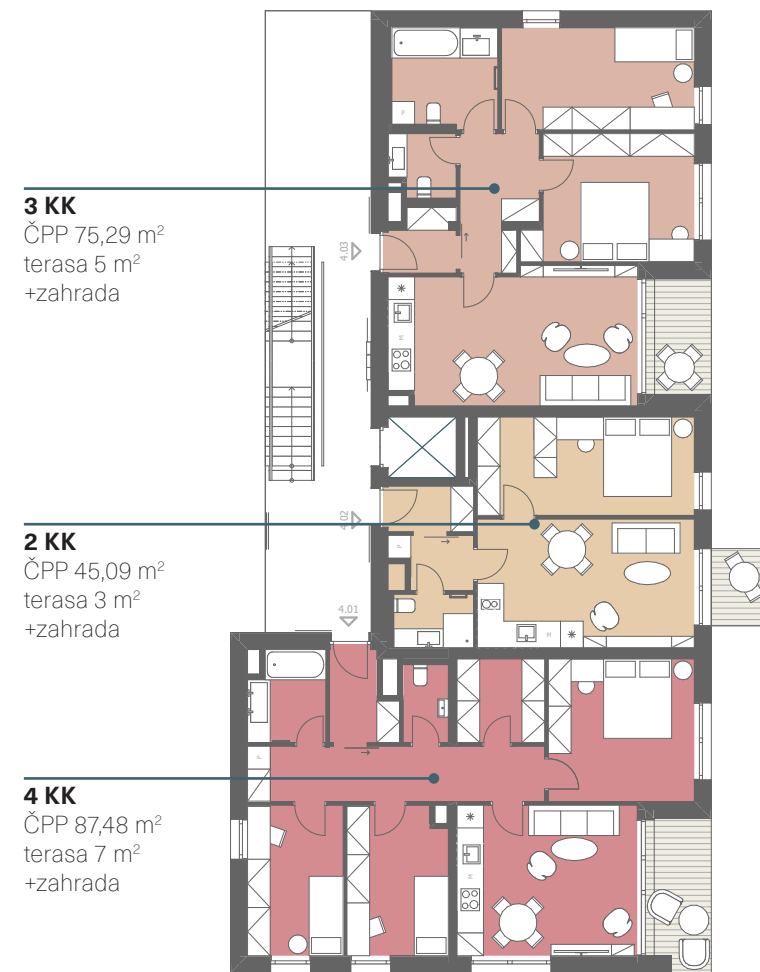 3 KK
ČPP 75,29 m²
terasa 5 m²
+zahrada
4.03
M
P
2 KK
ČPP 45,09 m²
terasa 3 m²
+zahrada
4.02
P
M
4.01
4 KK
ČPP 87,48 m²
terasa 7 m²
+zahrada
P
M